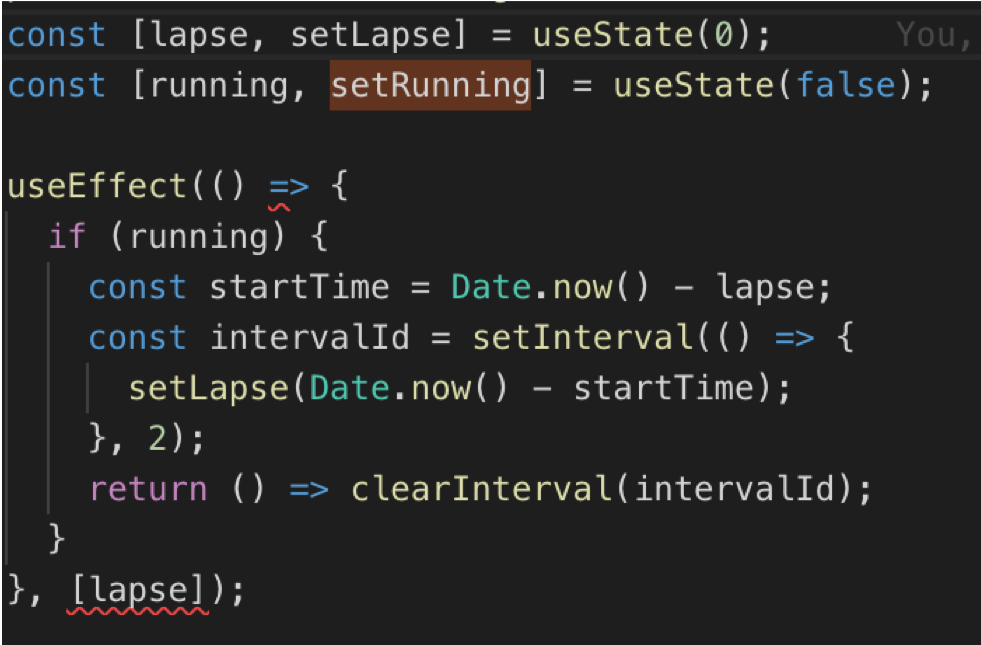 const [lapse, setLapse] = useState(0); You,
const [running, setRunning] = useState(false);
useEffect(() => {
if (running) {
const startTime = Date.now() - lapse;
const intervalId = setInterval(() => {
setLapse(Date.now() - startTime);
}, 2);
return () => clearInterval(intervalId);
}
}, [lapse]);